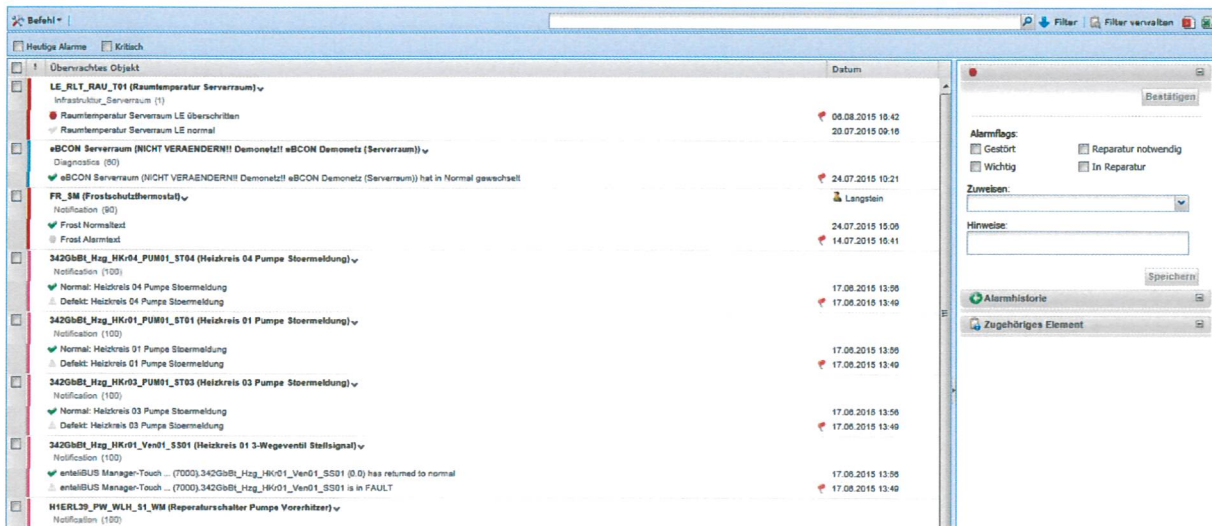 Befehl
Filter
Filter verwalten
Heutige Alarme
Kritisch
! Überwachtes Objekt
Datum
LE_RLT_RAU_T01 (Raumtemperatur Serverraum)
Infrastruktur_Serverraum (1)
Raumtemperatur Serverraum LE überschritten 06.08.2015 16:42
Raumtemperatur Serverraum LE normal 20.07.2015 09:16
eBCON Serverraum (NICHT VERAENDERN!! Demonetz!! eBCON Demonetz (Serverraum))
Diagnostics (60)
eBCON Serverraum (NICHT VERAENDERN!! Demonetz!! eBCON Demonetz (Serverraum)) hat in Normal gewechselt 24.07.2015 10:21
FR_SM (Frostschutzthermostat) Langstein
Notification (90)
Frost Normaltext 24.07.2015 15:06
Frost Alarmtext 14.07.2015 16:41
342GbBt_Hzg_HKr04_PUM01_ST04 (Heizkreis 04 Pumpe Stoermeldung)
Notification (100)
Normal: Heizkreis 04 Pumpe Stoermeldung 17.06.2015 13:56
Defekt: Heizkreis 04 Pumpe Stoermeldung 17.06.2015 13:49
342GbBt_Hzg_HKr01_PUM01_ST01 (Heizkreis 01 Pumpe Stoermeldung)
Notification (100)
Normal: Heizkreis 01 Pumpe Stoermeldung 17.06.2015 13:56
Defekt: Heizkreis 01 Pumpe Stoermeldung 17.06.2015 13:49
342GbBt_Hzg_HKr03_PUM01_ST03 (Heizkreis 03 Pumpe Stoermeldung)
Notification (100)
Normal: Heizkreis 03 Pumpe Stoermeldung 17.06.2015 13:56
Defekt: Heizkreis 03 Pumpe Stoermeldung 17.06.2015 13:49
342GbBt_Hzg_HKr01_Ven01_SS01 (Heizkreis 01 3-Wegeventil Stellsignal)
Notification (100)
enteliBUS Manager-Touch ... (7000).342GbBt_Hzg_HKr01_Ven01_SS01 (0.0) has returned to normal 17.06.2015 13:56
enteliBUS Manager-Touch ... (7000).342GbBt_Hzg_HKr01_Ven01_SS01 is in FAULT 17.06.2015 13:49
H1ERL39_PW_WLH_S1_WM (Reperaturschalter Pumpe Vorerhitzer)
Notification (100)
Bestätigen
Alarmflags:
Gestört
Reparatur notwendig
Wichtig
In Reparatur
Zuweisen:
Hinweise:
Speichern
Alarmhistorie
Zugehöriges Element